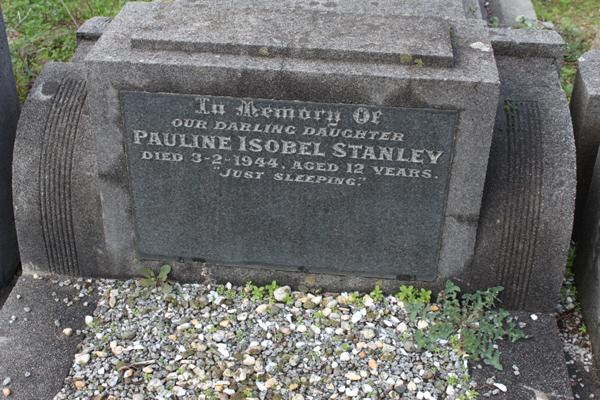 In Memory Of
OUR DARLING DAUGHTER
PAULINE ISOBEL STANLEY
DIED 3-2-1944, AGED 12 YEARS.
"JUST SLEEPING."